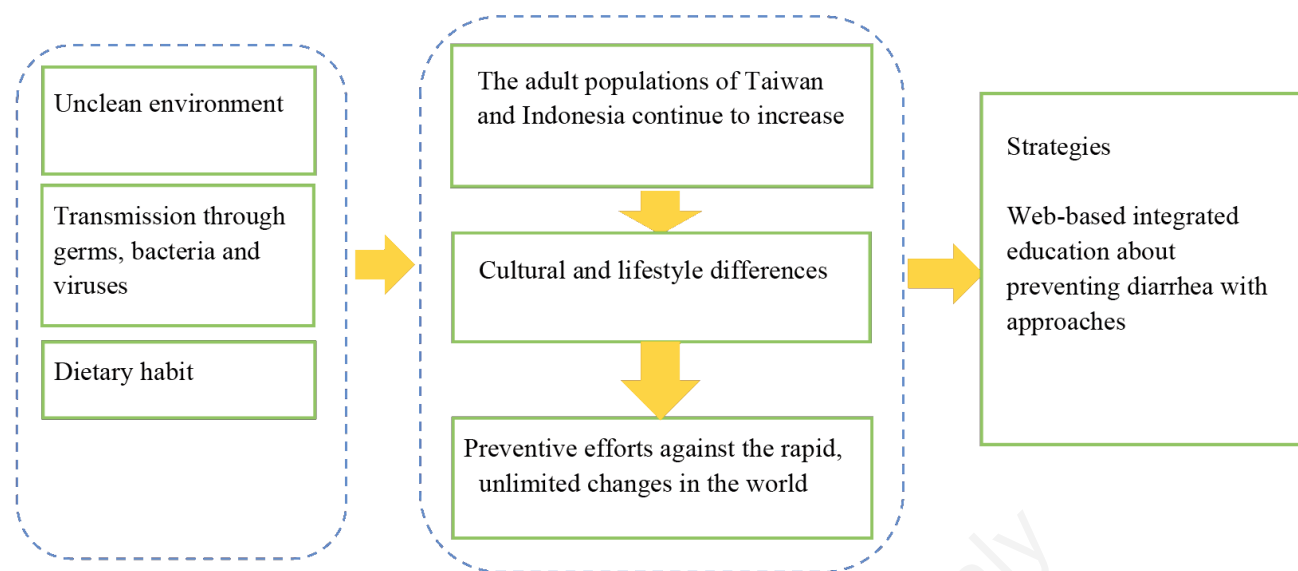 Unclean environment
Transmission through
germs, bacteria and
viruses
Dietary habit
The adult populations of Taiwan
and Indonesia continue to increase
Cultural and lifestyle differences
Preventive efforts against the rapid,
unlimited changes in the world
Strategies
Web-based integrated
education about
preventing diarrhea with
approaches